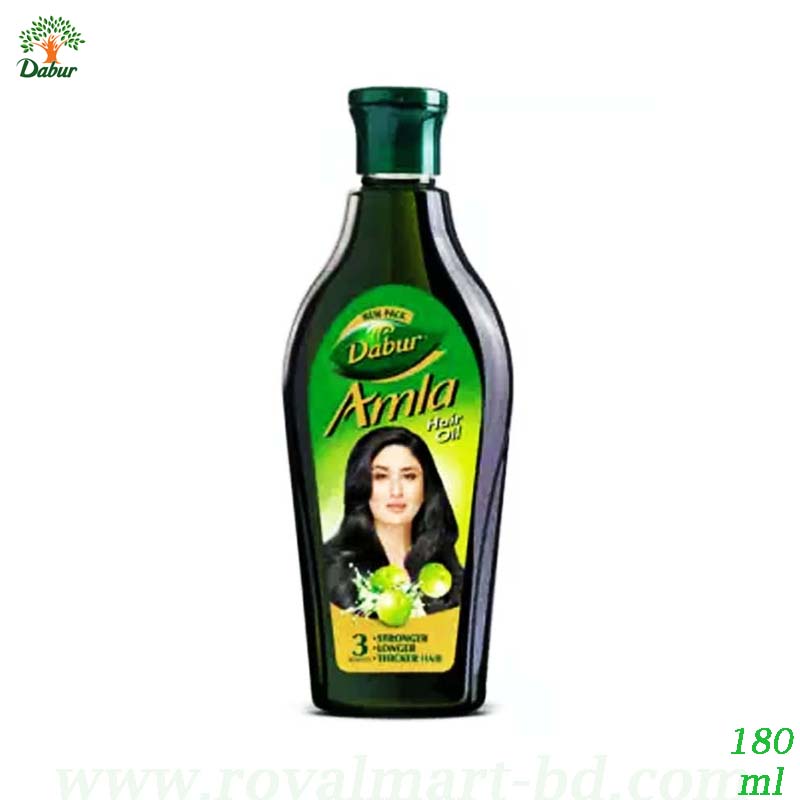 Dabur
NEW PACK
Dabur
Amla
Hair
Oil
3
• STRONGER
• LONGER
• THICKER HAIR
180
ml
www.royalmart-bd.com